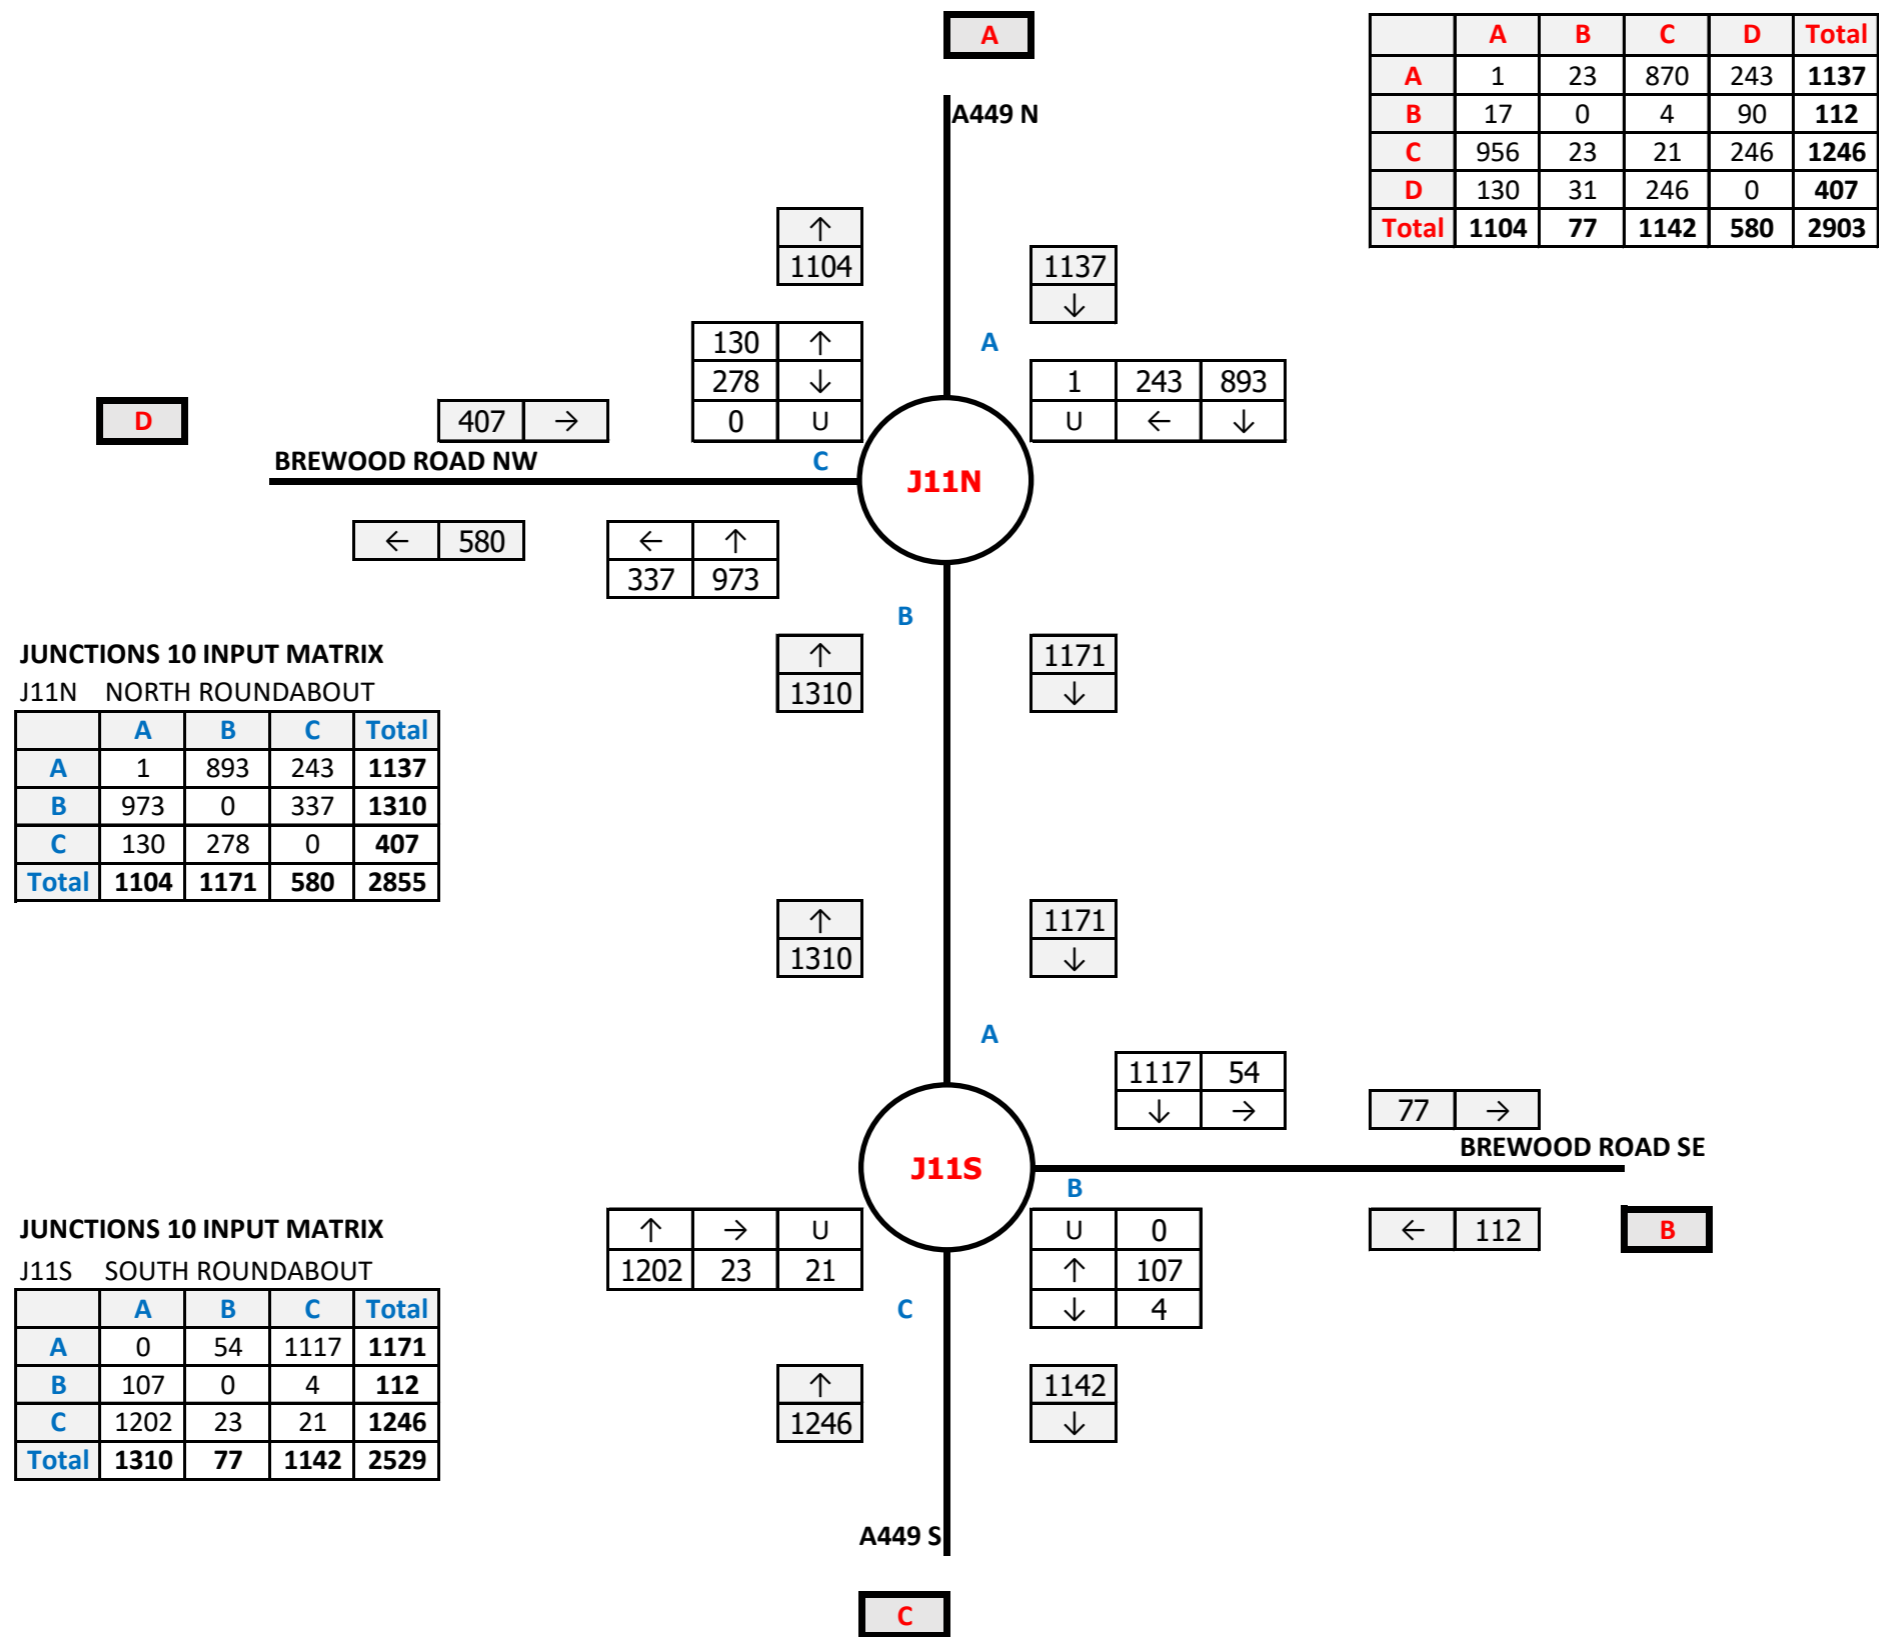 A
A B C D Total
A 1 23 870 243 1137
B 17 0 4 90 112
C 956 23 21 246 1246
D 130 31 246 0 407
Total 1104 77 1142 580 2903
A449 N
↑
1104
1137
↓
A
130 ↑
278 ↓
0 U
1 243 893
U ← ↓
D
407 →
BREWOOD ROAD NW
C
J11N
← 580
← ↑
337 973
B
↑
1310
1171
↓
JUNCTIONS 10 INPUT MATRIX
J11N NORTH ROUNDABOUT
A B C Total
A 1 893 243 1137
B 973 0 337 1310
C 130 278 0 407
Total 1104 1171 580 2855
↑
1310
1171
↓
A
1117 54
↓ →
77 →
BREWOOD ROAD SE
J11S
B
↑ → U
1202 23 21
U 0
↑ 107
↓ 4
← 112
B
C
JUNCTIONS 10 INPUT MATRIX
J11S SOUTH ROUNDABOUT
A B C Total
A 0 54 1117 1171
B 107 0 4 112
C 1202 23 21 1246
Total 1310 77 1142 2529
↑
1246
1142
↓
A449 S
C